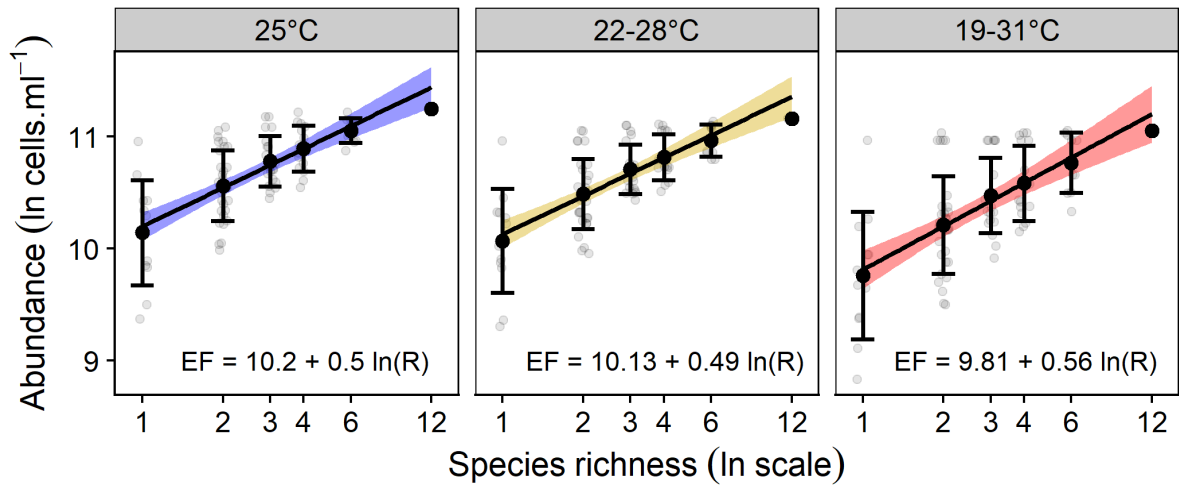 25°C 22-28°C 19-31°C
Abundance (ln cells.ml⁻¹)
11
10
9
EF = 10.2 + 0.5 ln(R) EF = 10.13 + 0.49 ln(R) EF = 9.81 + 0.56 ln(R)
1 2 3 4 6 12 1 2 3 4 6 12 1 2 3 4 6 12
Species richness (ln scale)